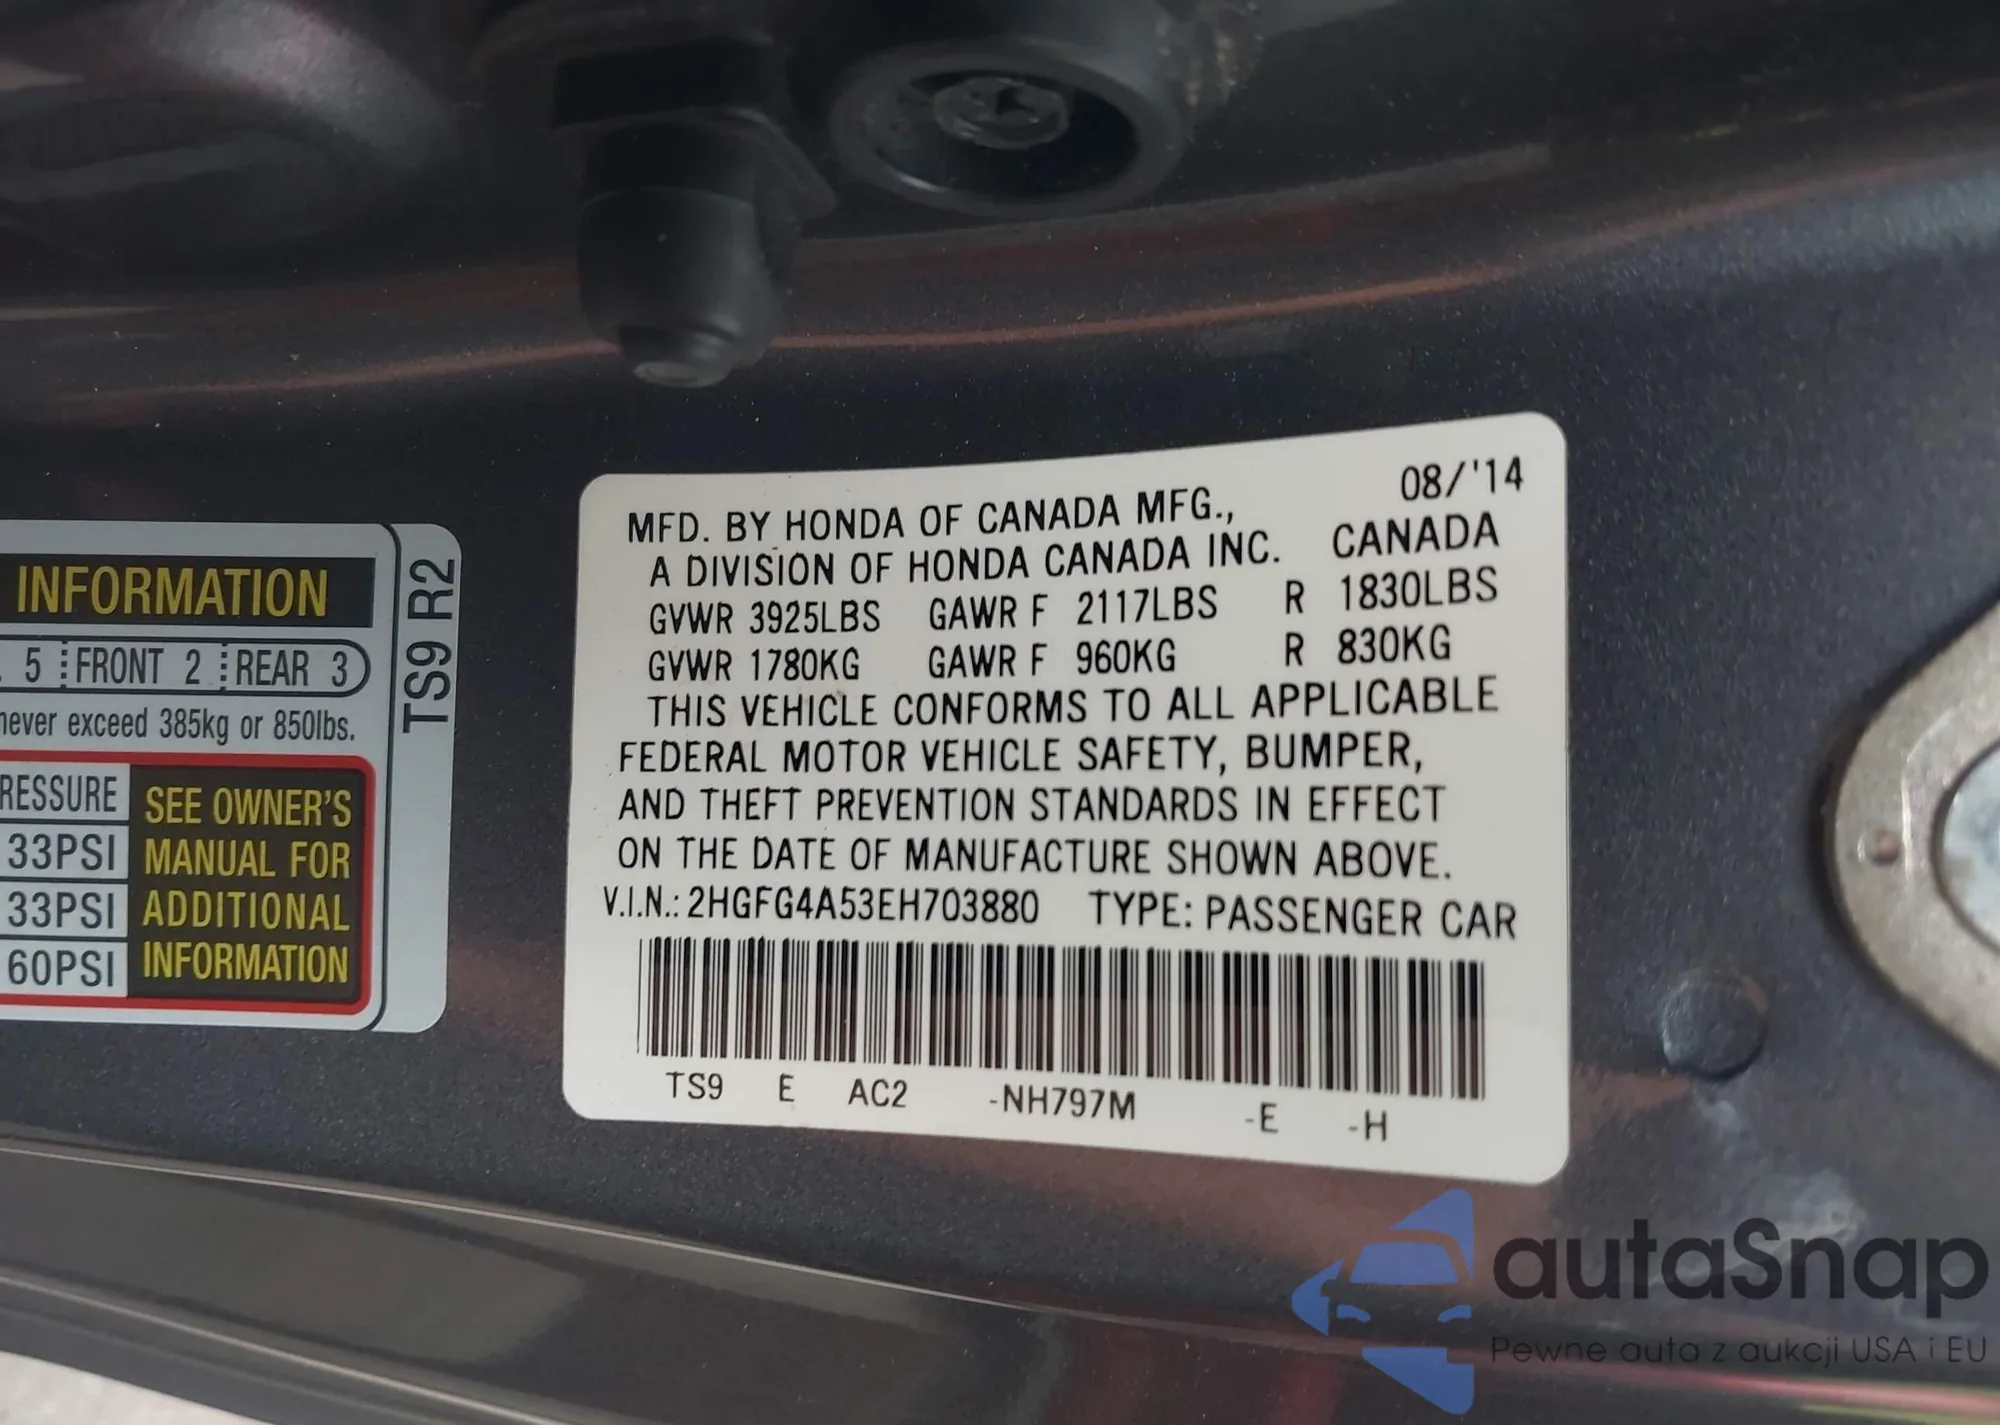 INFORMATION
5 FRONT 2 REAR 3
never exceed 385kg or 850lbs.
33PSI
33PSI
60PSI
SEE OWNER'S
MANUAL FOR
ADDITIONAL
INFORMATION
TS9 R2
08/'14
MFD. BY HONDA OF CANADA MFG.,
A DIVISION OF HONDA CANADA INC. CANADA
GVWR 3925LBS GAWR F 2117LBS R 1830LBS
GVWR 1780KG GAWR F 960KG R 830KG
THIS VEHICLE CONFORMS TO ALL APPLICABLE
FEDERAL MOTOR VEHICLE SAFETY, BUMPER,
AND THEFT PREVENTION STANDARDS IN EFFECT
ON THE DATE OF MANUFACTURE SHOWN ABOVE.
V.I.N.: 2HGFG4A53EH703880 TYPE: PASSENGER CAR
TS9 E AC2 -NH797M -E -H
autaSnap
Pewne auto z aukcji USA i EU